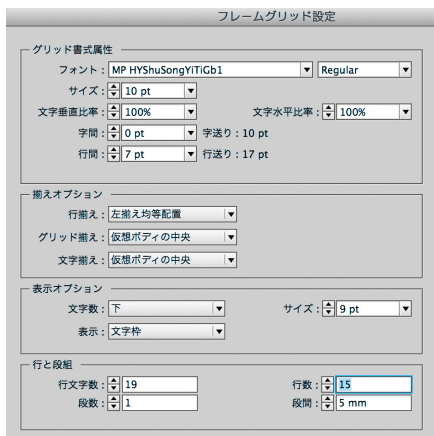 フレームグリッド設定
グリッド書式属性
フォント： MP HYShuSongYiTiGb1 Regular
サイズ： 10 pt
文字垂直比率： 100% 文字水平比率： 100%
字間： 0 pt 字送り：10 pt
行間： 7 pt 行送り：17 pt
揃えオプション
行揃え： 左揃え均等配置
グリッド揃え： 仮想ボディの中央
文字揃え： 仮想ボディの中央
表示オプション
文字数： 下 サイズ： 9 pt
表示： 文字枠
行と段組
行文字数： 19 行数： 15
段数： 1 段間： 5 mm